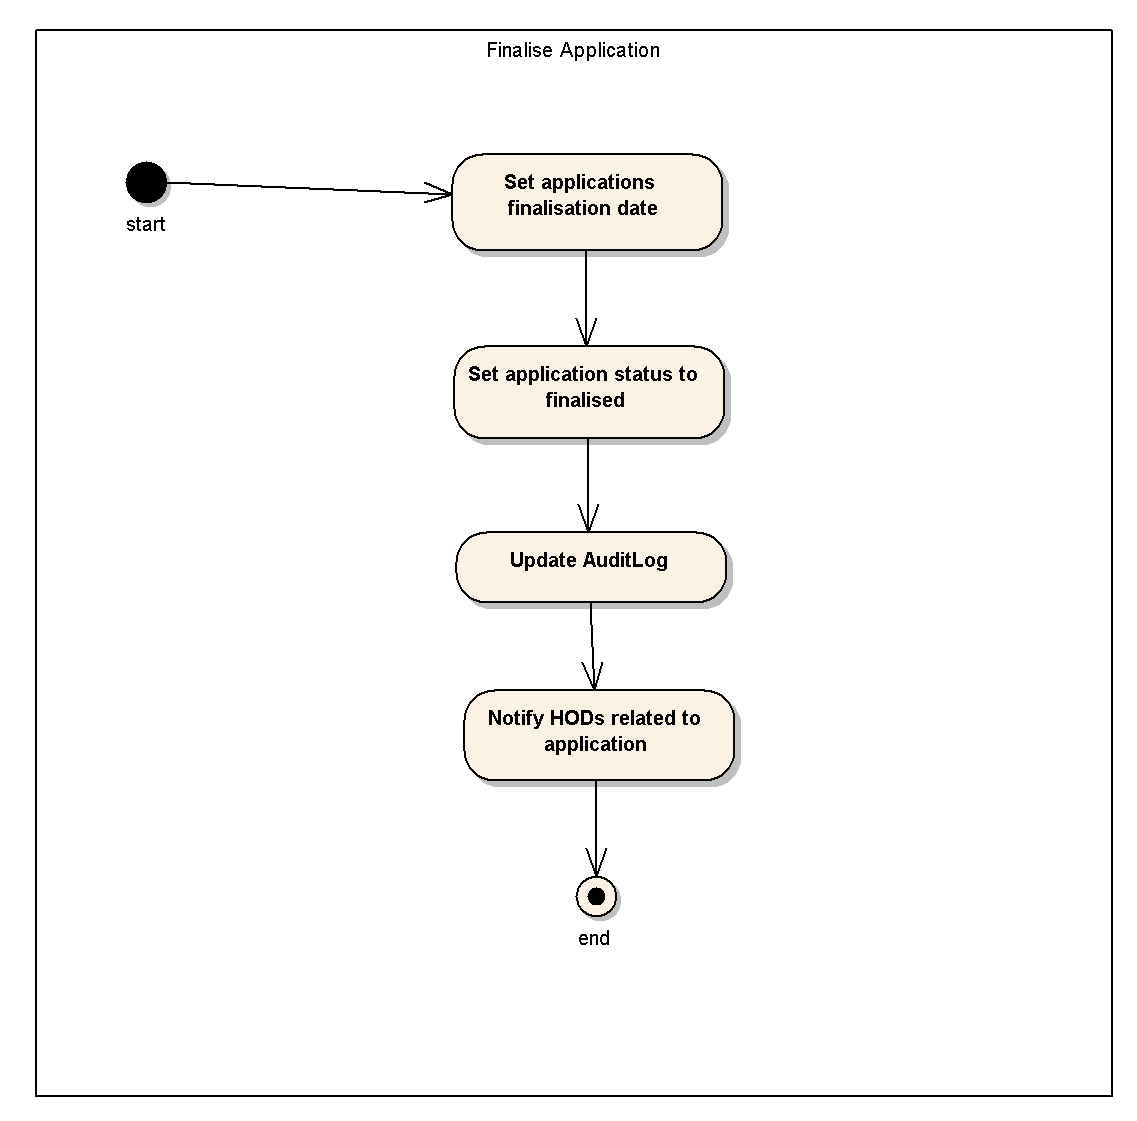 Finalise Application
start
Set applications
finalisation date
Set application status to
finalised
Update AuditLog
Notify HODs related to
application
end